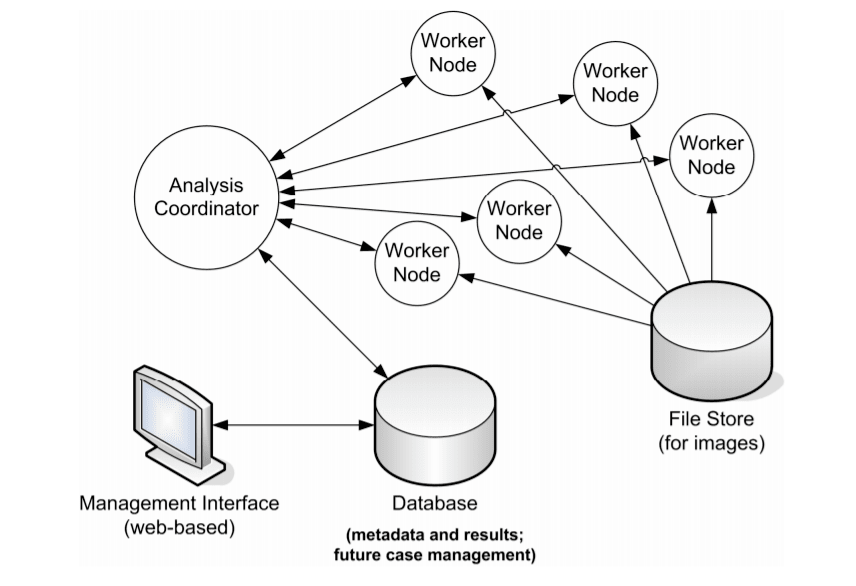 Worker
Node
Worker
Node
Worker
Node
Analysis
Coordinator
Worker
Node
Worker
Node
File Store
(for images)
Management Interface
(web-based)
Database
(metadata and results;
future case management)